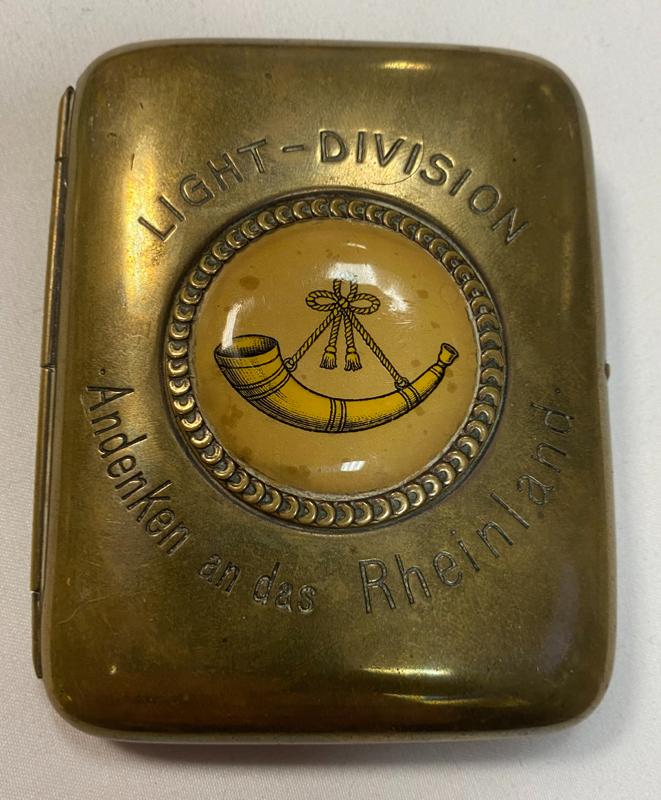 LIGHT-DIVISION
Andenken an das Rheinland.